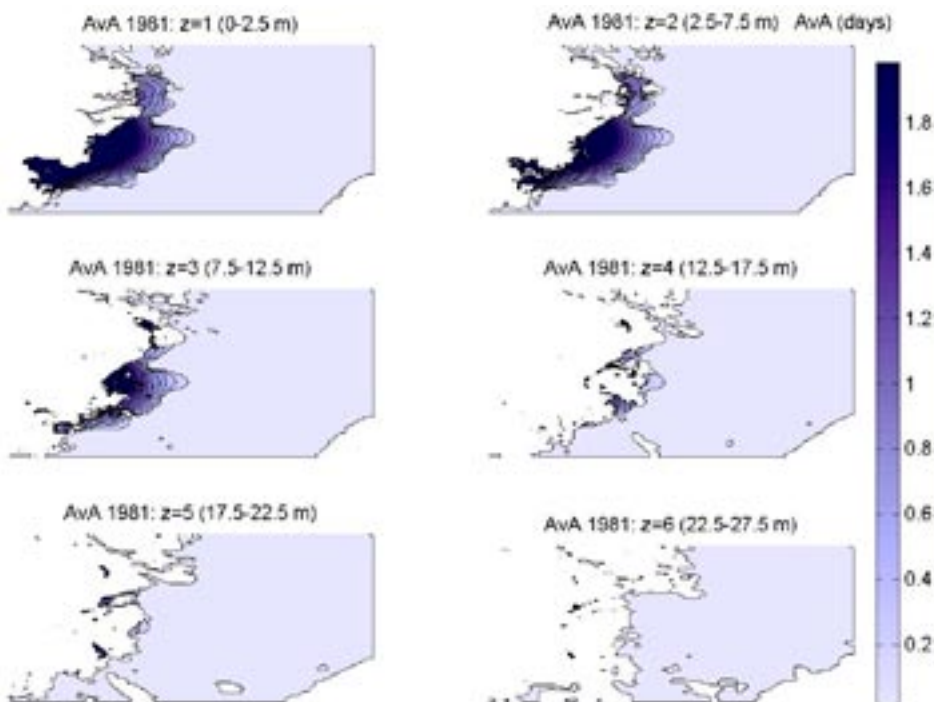 AvA 1981: z=1 (0-2.5 m)
AvA 1981: z=2 (2.5-7.5 m)
AvA (days)
1.8
1.6
1.4
1.2
1
0.8
0.6
0.4
0.2
AvA 1981: z=3 (7.5-12.5 m)
AvA 1981: z=4 (12.5-17.5 m)
AvA 1981: z=5 (17.5-22.5 m)
AvA 1981: z=6 (22.5-27.5 m)